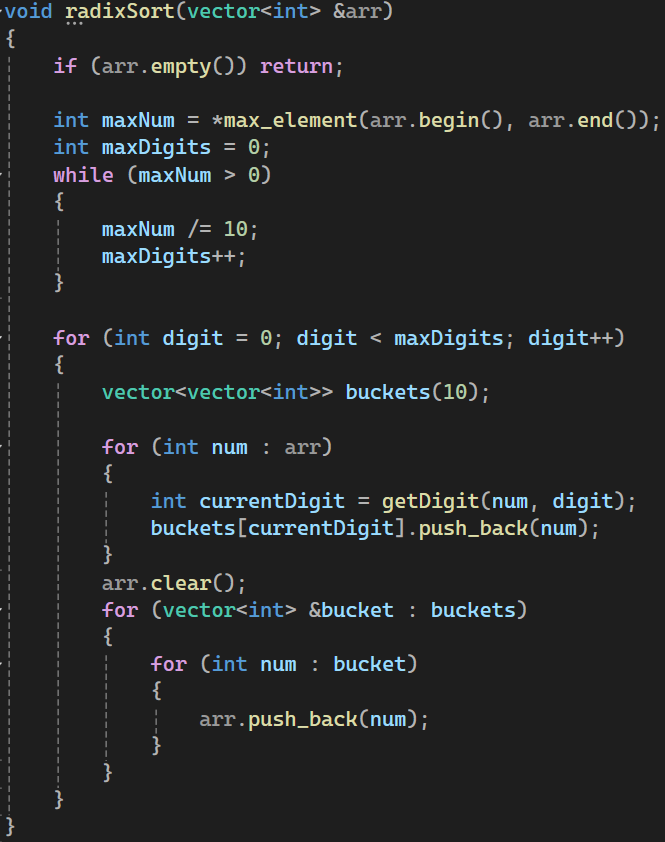 void radixSort(vector<int> &arr)
{
    if (arr.empty()) return;

    int maxNum = *max_element(arr.begin(), arr.end());
    int maxDigits = 0;
    while (maxNum > 0)
    {
        maxNum /= 10;
        maxDigits++;
    }

    for (int digit = 0; digit < maxDigits; digit++)
    {
        vector<vector<int>> buckets(10);

        for (int num : arr)
        {
            int currentDigit = getDigit(num, digit);
            buckets[currentDigit].push_back(num);
        }
        arr.clear();
        for (vector<int> &bucket : buckets)
        {
            for (int num : bucket)
            {
                arr.push_back(num);
            }
        }
    }
}